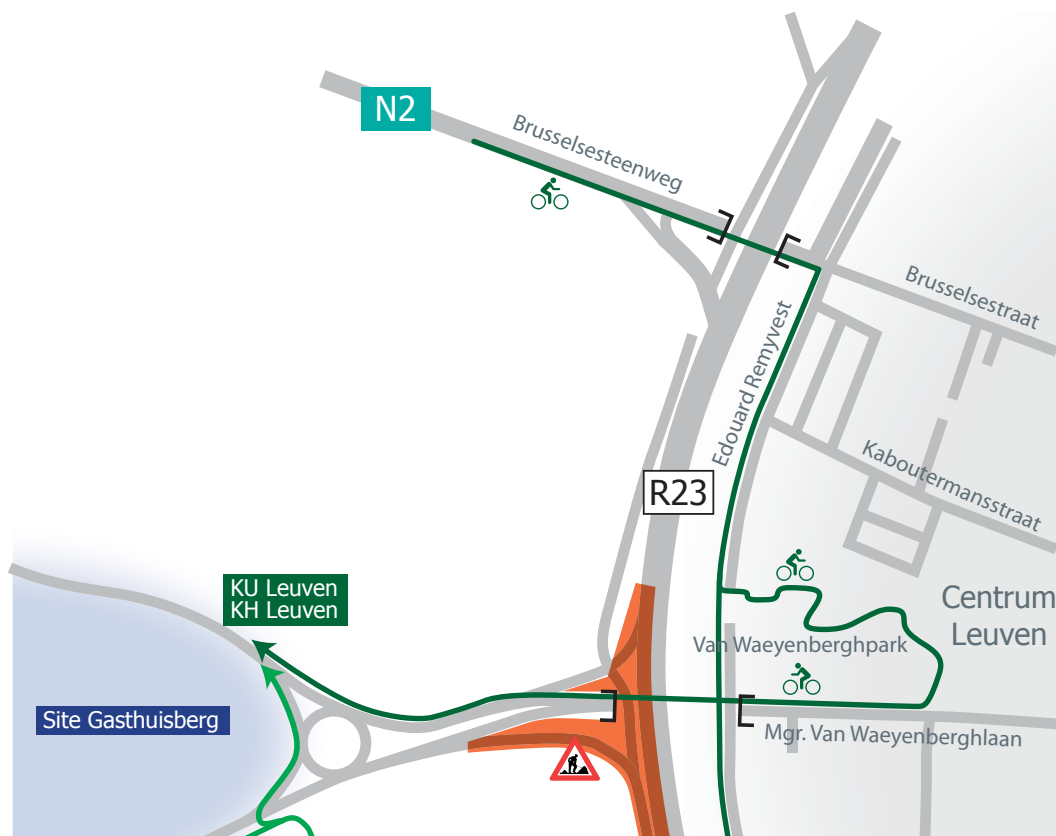 N2
Brusselsesteenweg
Brusselsestraat
Edouard Remyvest
Kaboutermansstraat
R23
KU Leuven
KH Leuven
Centrum
Leuven
Van Waeyenberghpark
Site Gasthuisberg
Mgr. Van Waeyenberghlaan